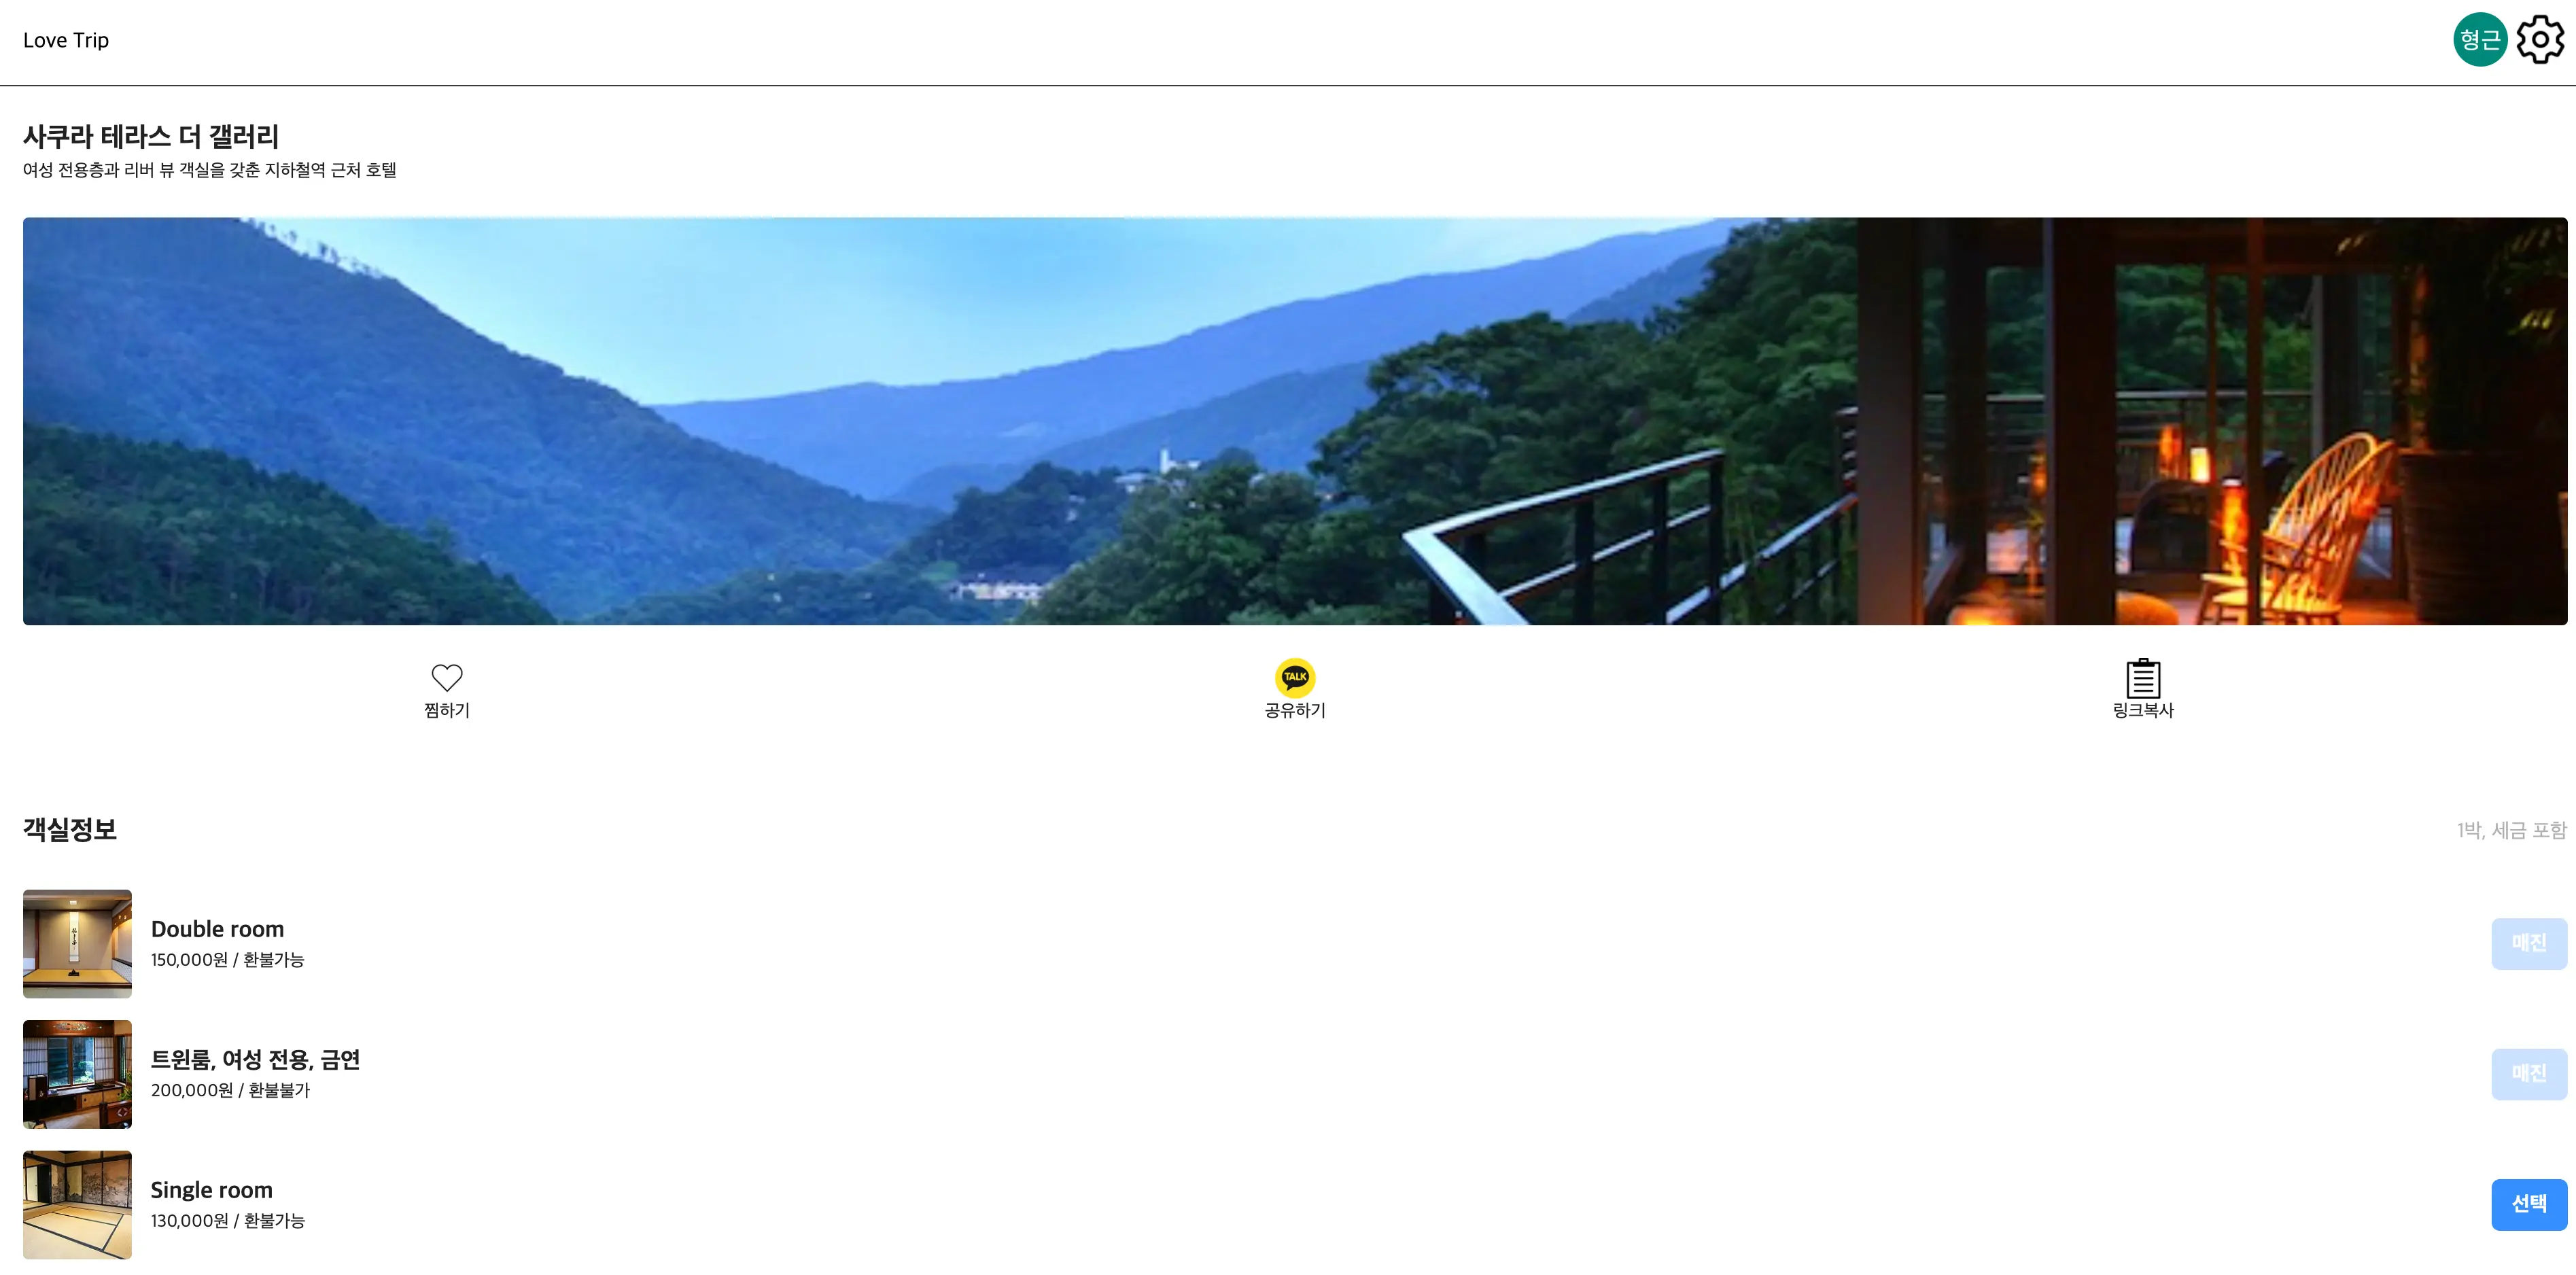 Love Trip
형근
사쿠라 테라스 더 갤러리
여성 전용층과 리버 뷰 객실을 갖춘 지하철역 근처 호텔
찜하기
TALK
공유하기
링크복사
객실정보
1박, 세금 포함
Double room
150,000원 / 환불가능
매진
트윈룸, 여성 전용, 금연
200,000원 / 환불불가
매진
Single room
130,000원 / 환불가능
선택